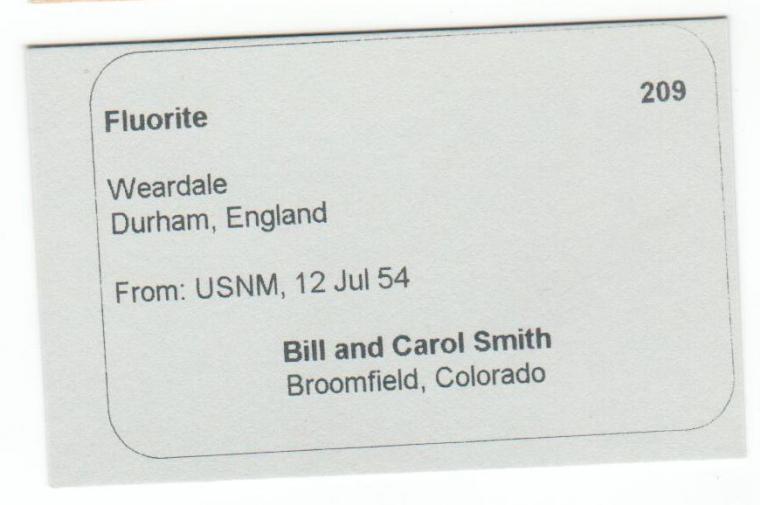 209
Fluorite
Weardale
Durham, England
From: USNM, 12 Jul 54
Bill and Carol Smith
Broomfield, Colorado